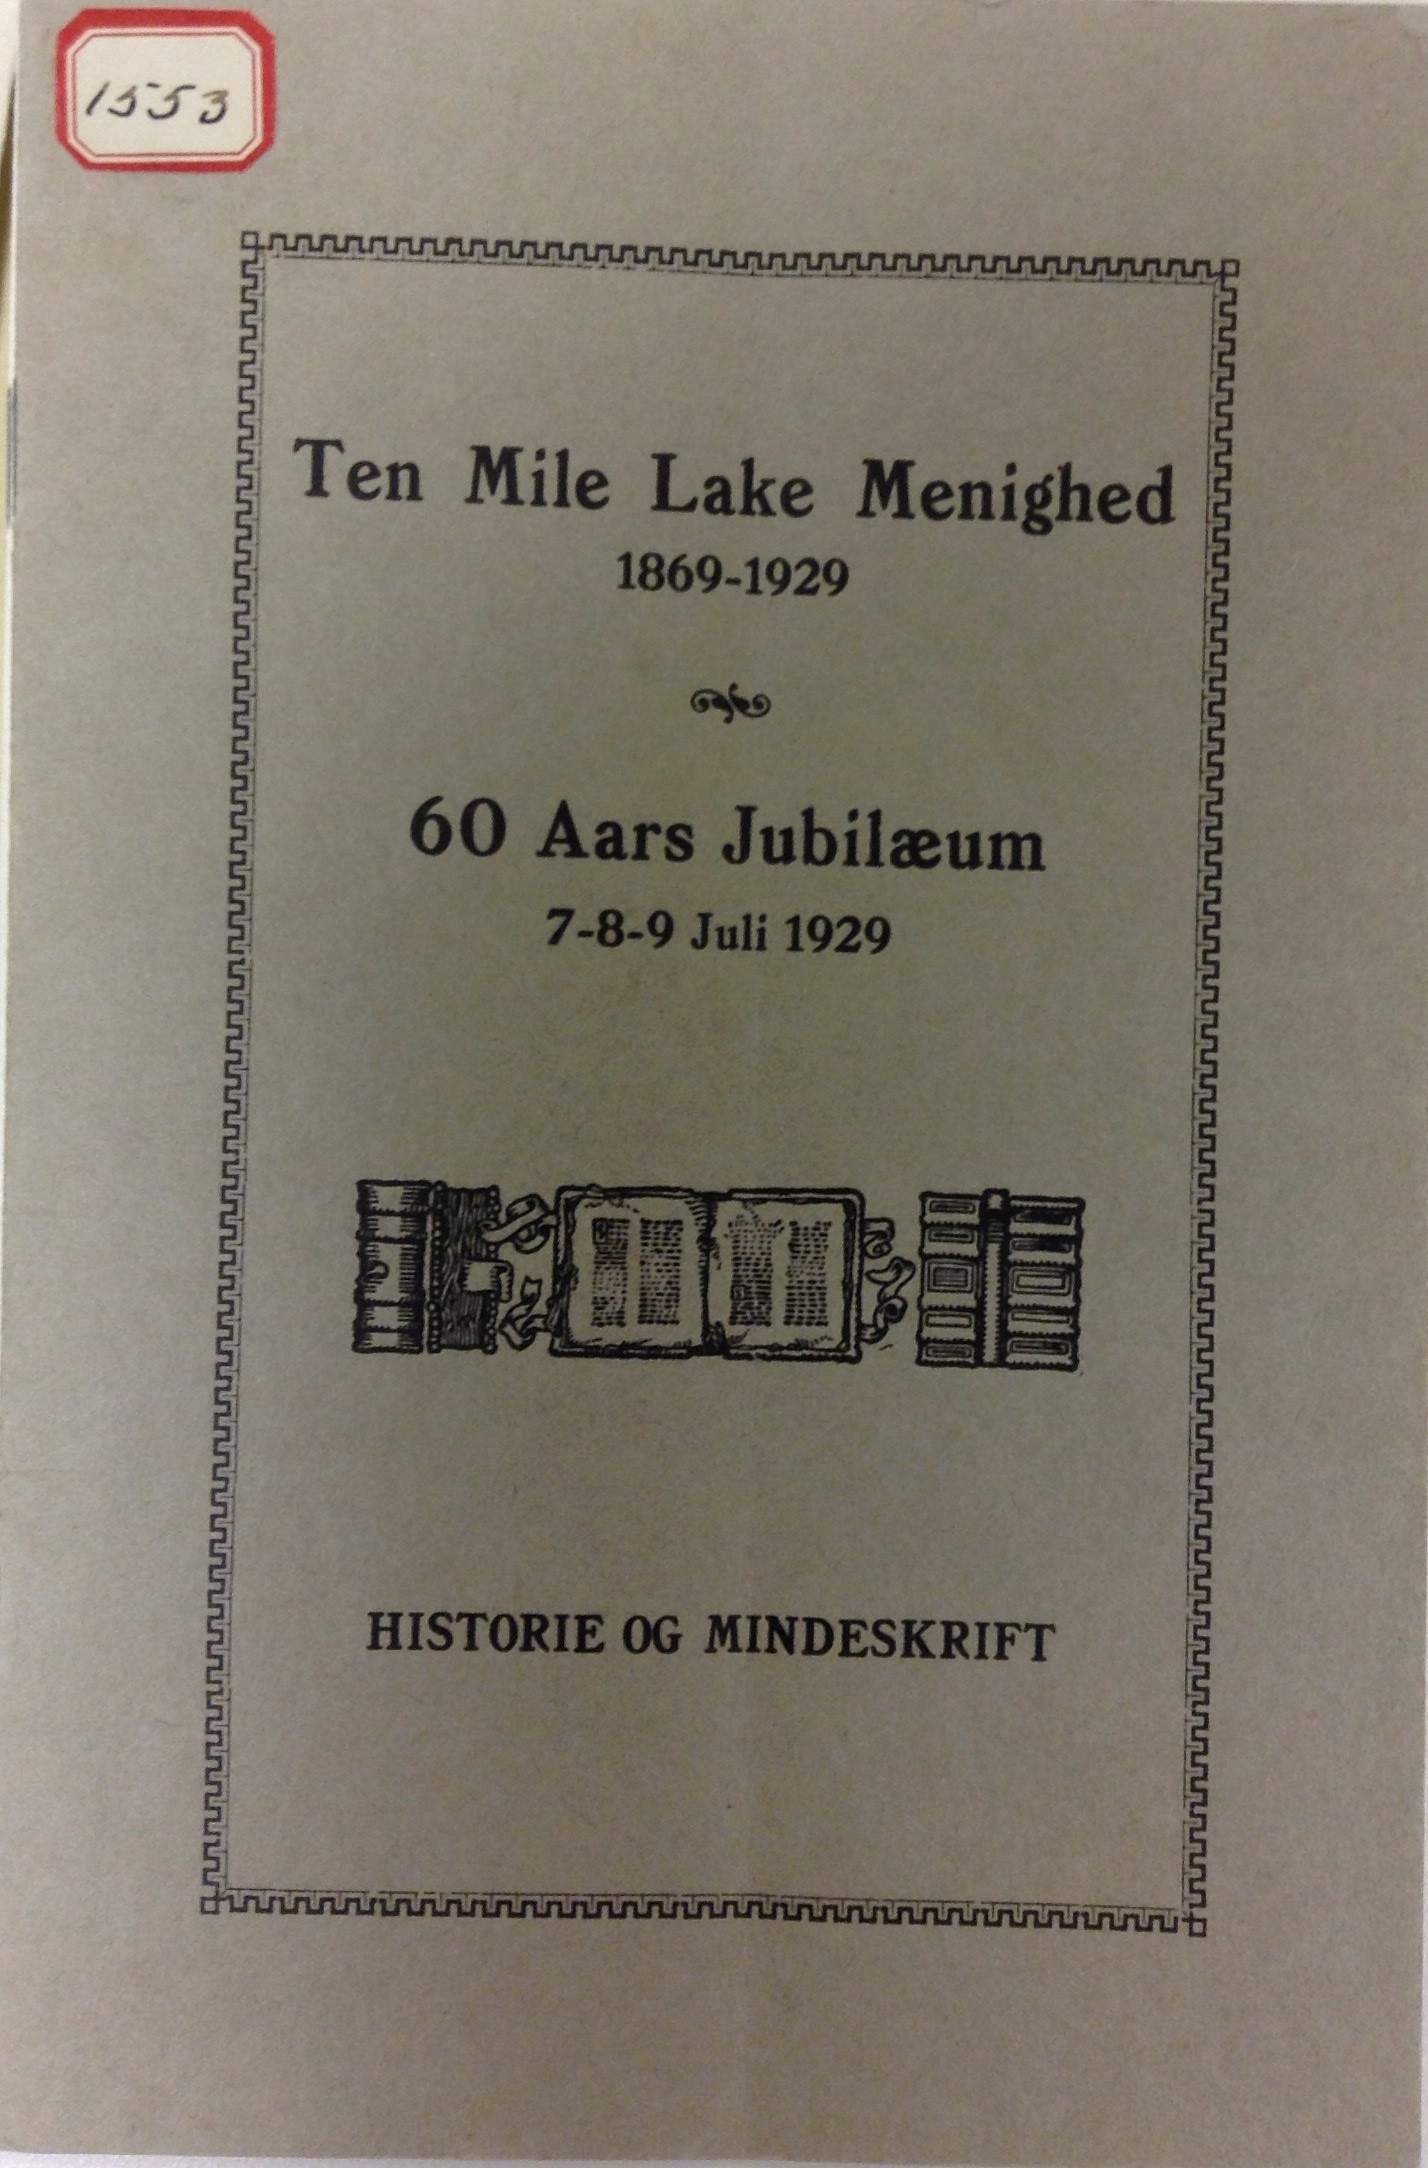 1553
Ten Mile Lake Menighed
1869-1929
60 Aars Jubilæum
7-8-9 Juli 1929
HISTORIE OG MINDESKRIFT